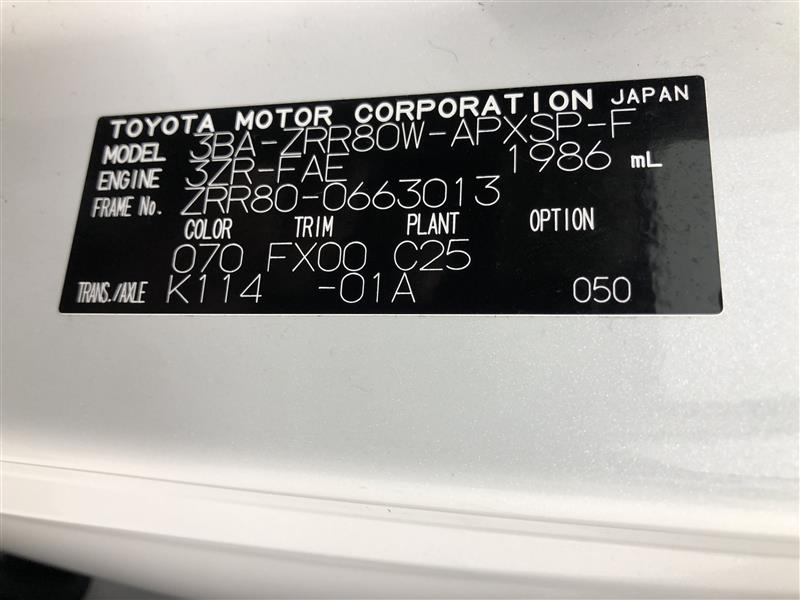 TOYOTA MOTOR CORPORATION JAPAN
MODEL 3BA-ZRR80W-APXSP-F
ENGINE 3ZR-FAE 1986 mL
FRAME No. ZRR80-0663013
COLOR TRIM PLANT OPTION
070 FX00 C25
TRANS./AXLE K114 -01A 050